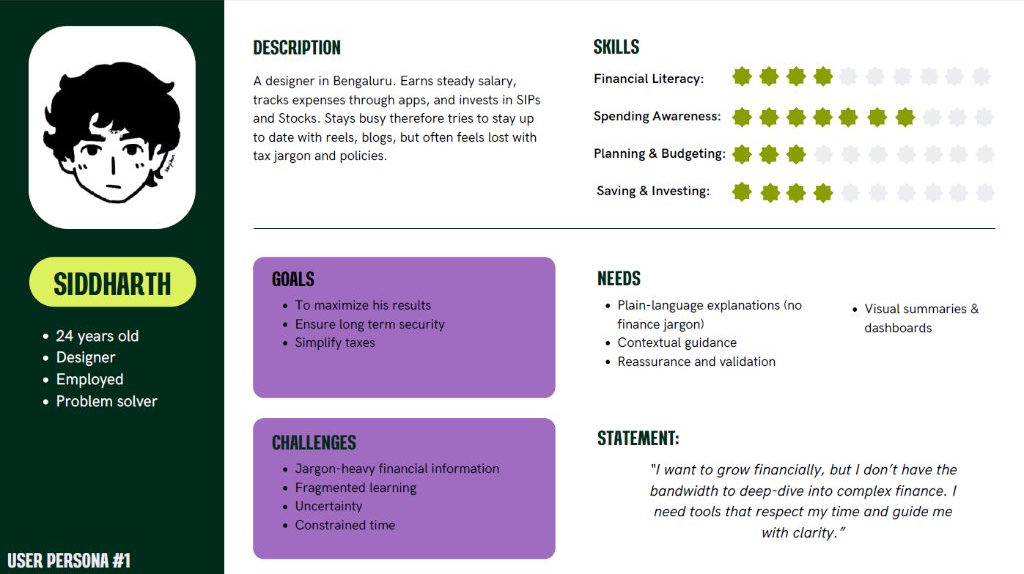 SIDDHARTH
24 years old
Designer
Employed
Problem solver
USER PERSONA #1
DESCRIPTION
A designer in Bengaluru. Earns steady salary,
tracks expenses through apps, and invests in SIPs
and Stocks. Stays busy therefore tries to stay up
to date with reels, blogs, but often feels lost with
tax jargon and policies.
SKILLS
Financial Literacy:
Spending Awareness:
Planning & Budgeting:
Saving & Investing:
GOALS
To maximize his results
Ensure long term security
Simplify taxes
NEEDS
Plain-language explanations (no
finance jargon)
Contextual guidance
Reassurance and validation
Visual summaries &
dashboards
CHALLENGES
Jargon-heavy financial information
Fragmented learning
Uncertainty
Constrained time
STATEMENT:
"I want to grow financially, but I don't have the
bandwidth to deep-dive into complex finance. I
need tools that respect my time and guide me
with clarity."